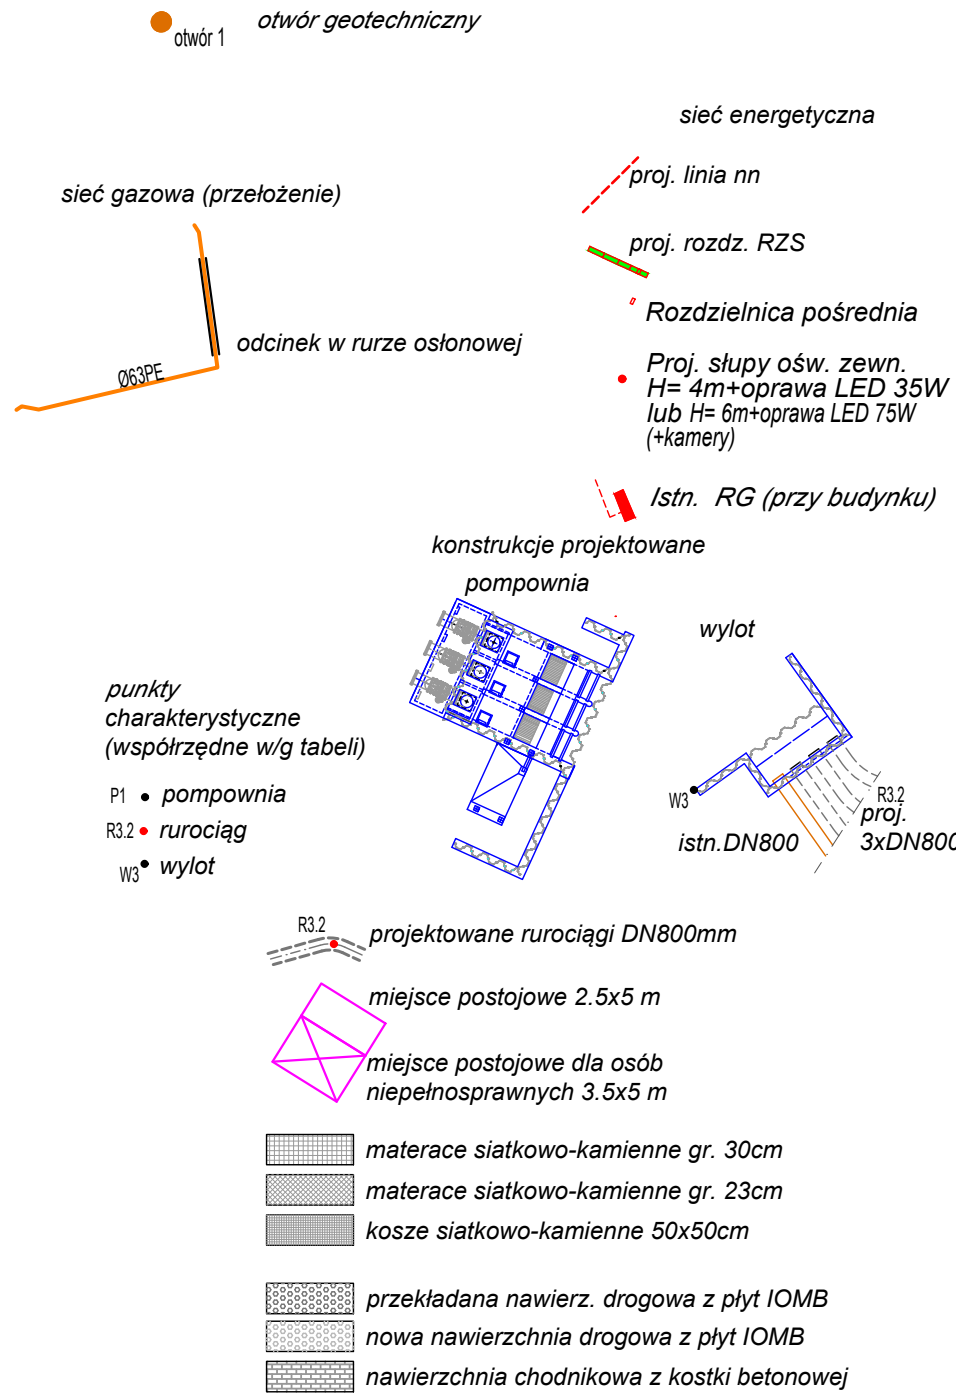 otwór 1
otwór geotechniczny
sieć energetyczna
proj. linia nn
sieć gazowa (przełożenie)
proj. rozdz. RZS
Rozdzielnica pośrednia
odcinek w rurze osłonowej
Ø63PE
Proj. słupy ośw. zewn.
H= 4m+oprawa LED 35W
lub H= 6m+oprawa LED 75W
(+kamery)
Istn. RG (przy budynku)
konstrukcje projektowane
pompownia
wylot
punkty
charakterystyczne
(współrzędne w/g tabeli)
P1 pompownia
R3.2 rurociąg
W3 wylot
W3
R3.2
istn.DN800
proj.
3xDN800
R3.2
projektowane rurociągi DN800mm
miejsce postojowe 2.5x5 m
miejsce postojowe dla osób
niepełnosprawnych 3.5x5 m
materace siatkowo-kamienne gr. 30cm
materace siatkowo-kamienne gr. 23cm
kosze siatkowo-kamienne 50x50cm
przekładana nawierz. drogowa z płyt IOMB
nowa nawierzchnia drogowa z płyt IOMB
nawierzchnia chodnikowa z kostki betonowej